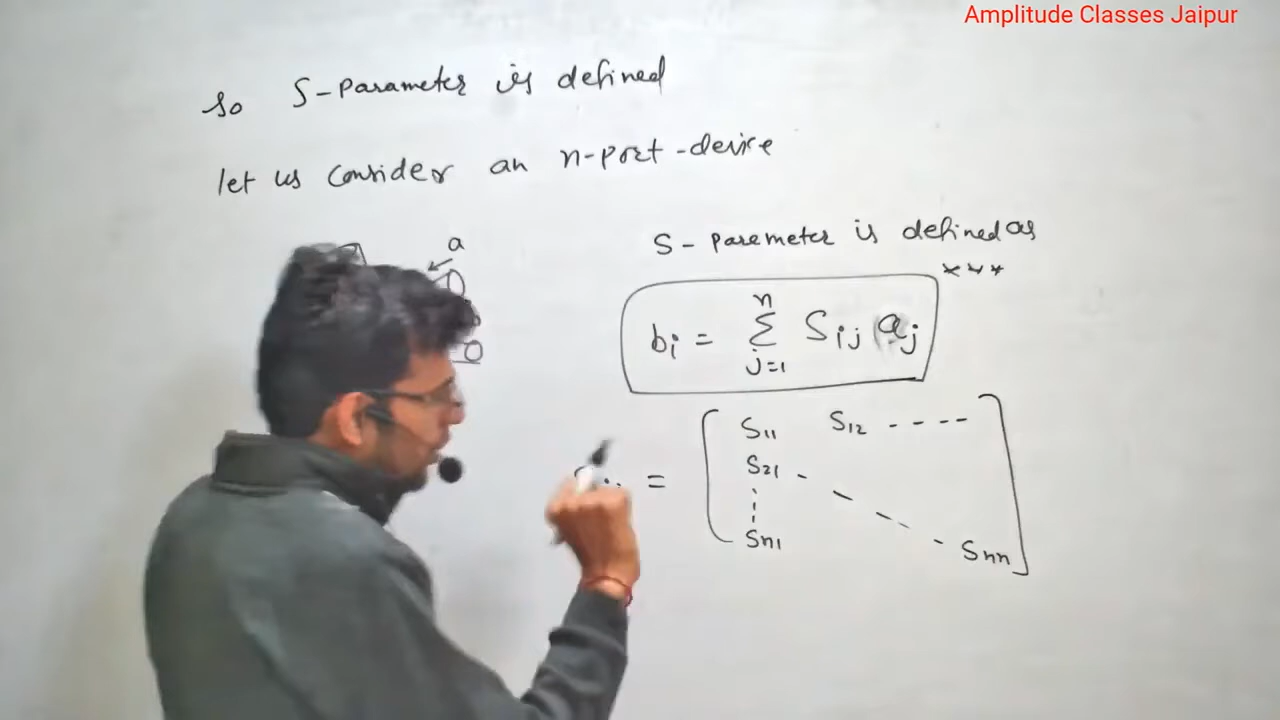 Amplitude Classes Jaipur
So S-Parameter is defined
let us consider an n-port-device
a
S-paremeter is defined as
bi = n Σ j=1 Sij aj
= [ S11 S12 ----
S21
Sn1 Snn ]